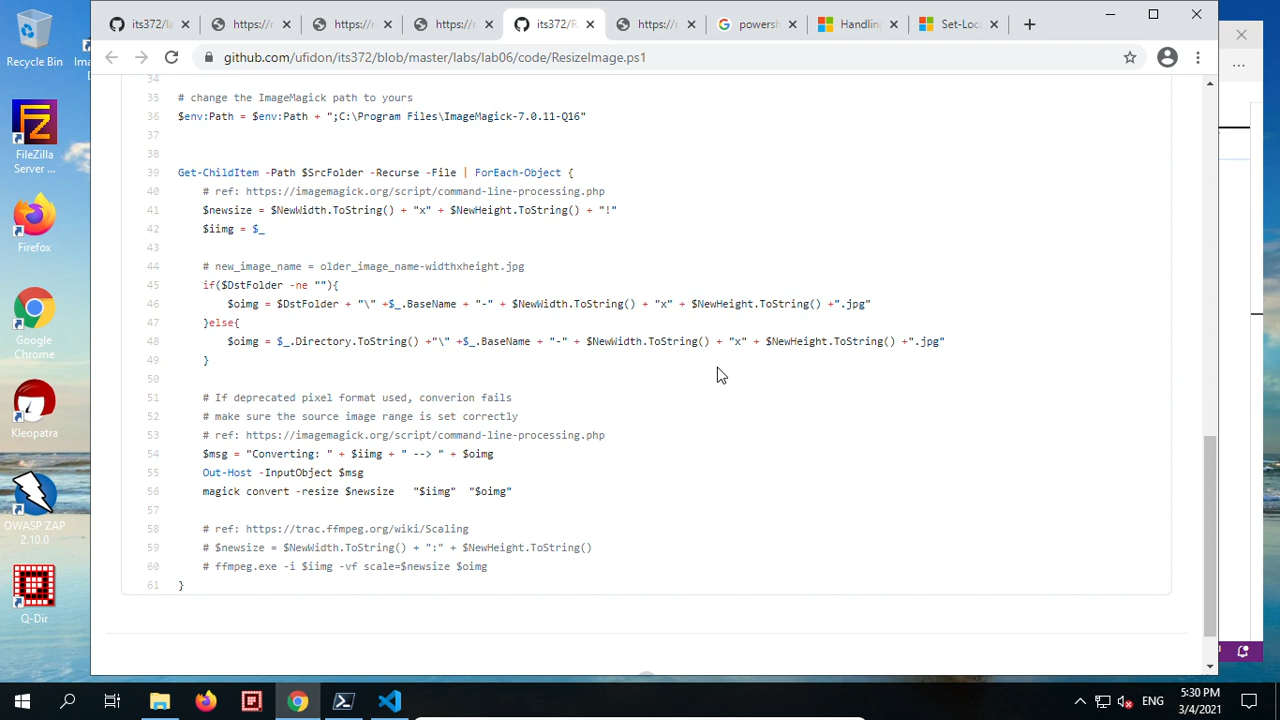 Recycle Bin
FileZilla
Server ...
Firefox
Google
Chrome
Kleopatra
OWASP ZAP
2.10.0
Q-Dir
its372/la
https://r
https://r
https://r
its372/R
https://r
powersh
Handling
Set-Loca
github.com/ufidon/its372/blob/master/labs/lab06/code/ResizeImage.ps1
34
35 # change the ImageMagick path to yours
36 $env:Path = $env:Path + ";C:\Program Files\ImageMagick-7.0.11-Q16"
37
38
39 Get-ChildItem -Path $SrcFolder -Recurse -File | ForEach-Object {
40 # ref: https://imagemagick.org/script/command-line-processing.php
41 $newsize = $NewWidth.ToString() + "x" + $NewHeight.ToString() + "!"
42 $iimg = $_
43
44 # new_image_name = older_image_name-widthxheight.jpg
45 if($DstFolder -ne ""){
46 $oimg = $DstFolder + "\" +$_.BaseName + "-" + $NewWidth.ToString() + "x" + $NewHeight.ToString() +".jpg"
47 }else{
48 $oimg = $_.Directory.ToString() +"\" +$_.BaseName + "-" + $NewWidth.ToString() + "x" + $NewHeight.ToString() +".jpg"
49 }
50
51 # If deprecated pixel format used, converion fails
52 # make sure the source image range is set correctly
53 # ref: https://imagemagick.org/script/command-line-processing.php
54 $msg = "Converting: " + $iimg + " --> " + $oimg
55 Out-Host -InputObject $msg
56 magick convert -resize $newsize "$iimg" "$oimg"
57
58 # ref: https://trac.ffmpeg.org/wiki/Scaling
59 # $newsize = $NewWidth.ToString() + ":" + $NewHeight.ToString()
60 # ffmpeg.exe -i $iimg -vf scale=$newsize $oimg
61 }
ENG
5:30 PM
3/4/2021